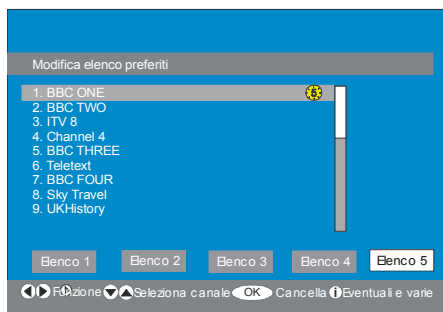 Modifica elenco preferiti
1. BBC ONE 5
2. BBC TWO
3. ITV 8
4. Channel 4
5. BBC THREE
6. Teletext
7. BBC FOUR
8. Sky Travel
9. UKHistory
Elenco 1 Elenco 2 Elenco 3 Elenco 4 Elenco 5
Funzione Seleziona canale OK Cancella i Eventuali e varie